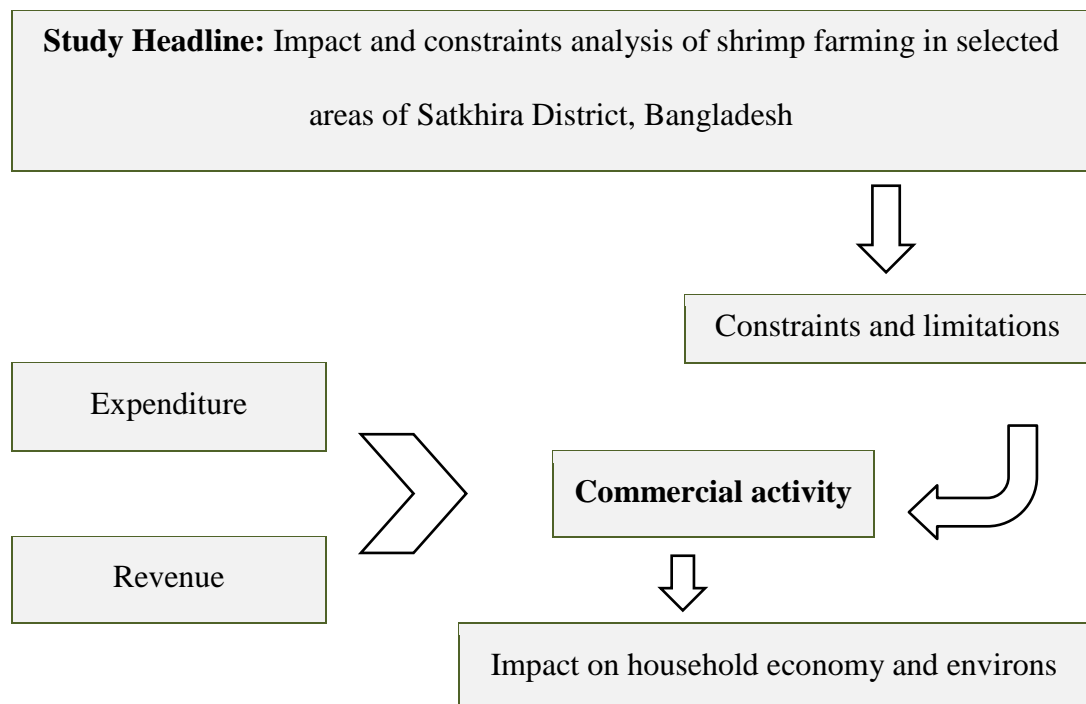 Study Headline: Impact and constraints analysis of shrimp farming in selected
areas of Satkhira District, Bangladesh
Constraints and limitations
Expenditure
Commercial activity
Revenue
Impact on household economy and environs